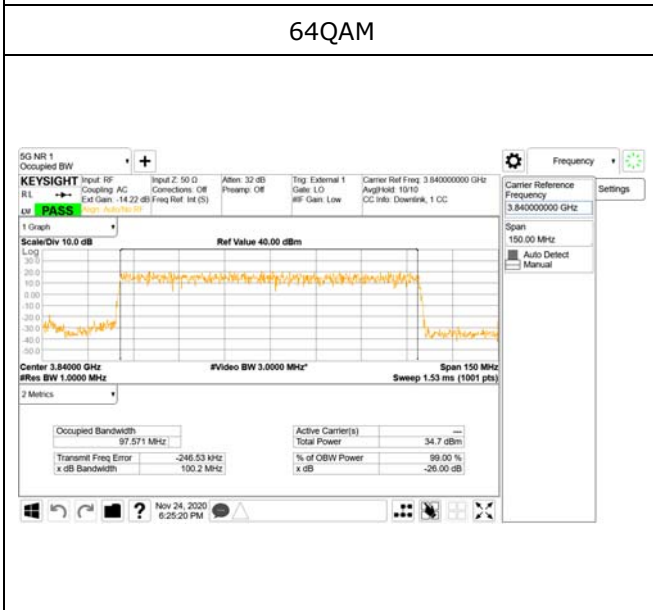 64QAM
5G NR 1
Occupied BW
Frequency
KEYSIGHT
Input: RF
Input Z: 50 Ω
Atten: 32 dB
Trig: External 1
Carrier Ref Freq: 3.840000000 GHz
RL
Coupling: AC
Corrections: Off
Preamp: Off
Gate: LO
Avg|Hold: 10/10
Ext Gain: -14.22 dB
Freq Ref: Int (S)
#IF Gain: Low
CC Info: Downlink, 1 CC
PASS
Align: Auto/No RF
Carrier Reference
Frequency
3.840000000 GHz
Settings
Span
150.00 MHz
Auto Detect
Manual
1 Graph
Scale/Div 10.0 dB
Ref Value 40.00 dBm
Log
30.0
20.0
10.0
0.00
-10.0
-20.0
-30.0
-40.0
-50.0
Center 3.84000 GHz
#Video BW 3.0000 MHz*
Span 150 MHz
#Res BW 1.0000 MHz
Sweep 1.53 ms (1001 pts)
2 Metrics
Occupied Bandwidth
97.571 MHz
Active Carrier(s)
---
Total Power
34.7 dBm
Transmit Freq Error
-246.53 kHz
% of OBW Power
99.00 %
x dB Bandwidth
100.2 MHz
x dB
-26.00 dB
Nov 24, 2020
6:25:20 PM